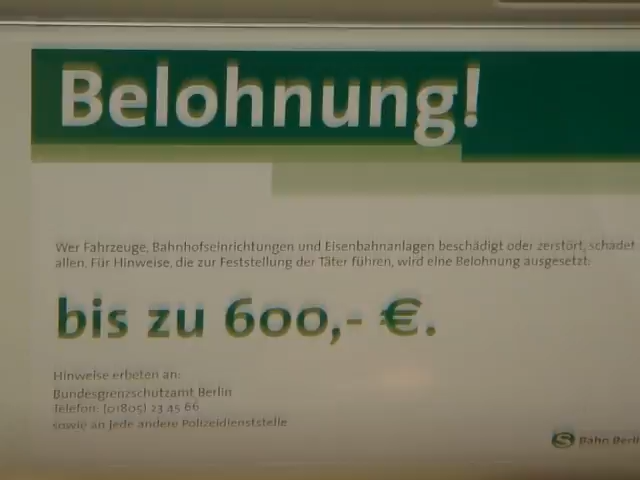 Belohnung!
Wer Fahrzeuge, Bahnhofseinrichtungen und Eisenbahnanlagen beschädigt oder zerstört, schadet
allen. Für Hinweise, die zur Feststellung der Täter führen, wird eine Belohnung ausgesetzt:
bis zu 600,- €.
Hinweise erbeten an:
Bundesgrenzschutzamt Berlin
Telefon: (01805) 23 45 66
sowie an jede andere Polizeidienststelle
S Bahn Berlin